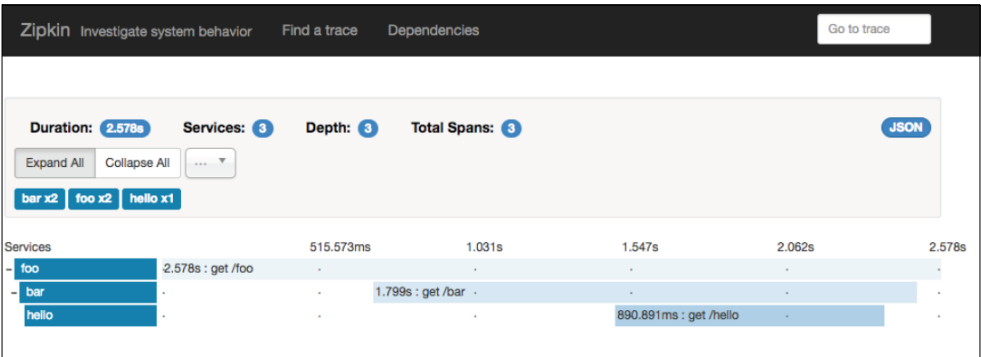 Zipkin Investigate system behavior Find a trace Dependencies Go to trace
Duration: 2.578s Services: 3 Depth: 3 Total Spans: 3 JSON
Expand All Collapse All ...
bar x2 foo x2 hello x1
Services 515.573ms 1.031s 1.547s 2.062s 2.578s
- foo 2.578s : get /foo
- bar 1.799s : get /bar
hello 890.891ms : get /hello